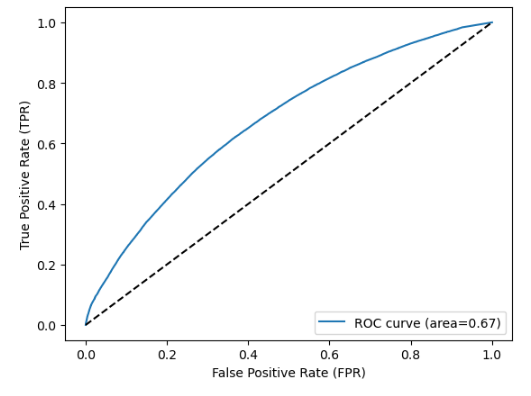 1.0
0.8
0.6
0.4
0.2
0.0
True Positive Rate (TPR)
ROC curve (area=0.67)
0.0 0.2 0.4 0.6 0.8 1.0
False Positive Rate (FPR)